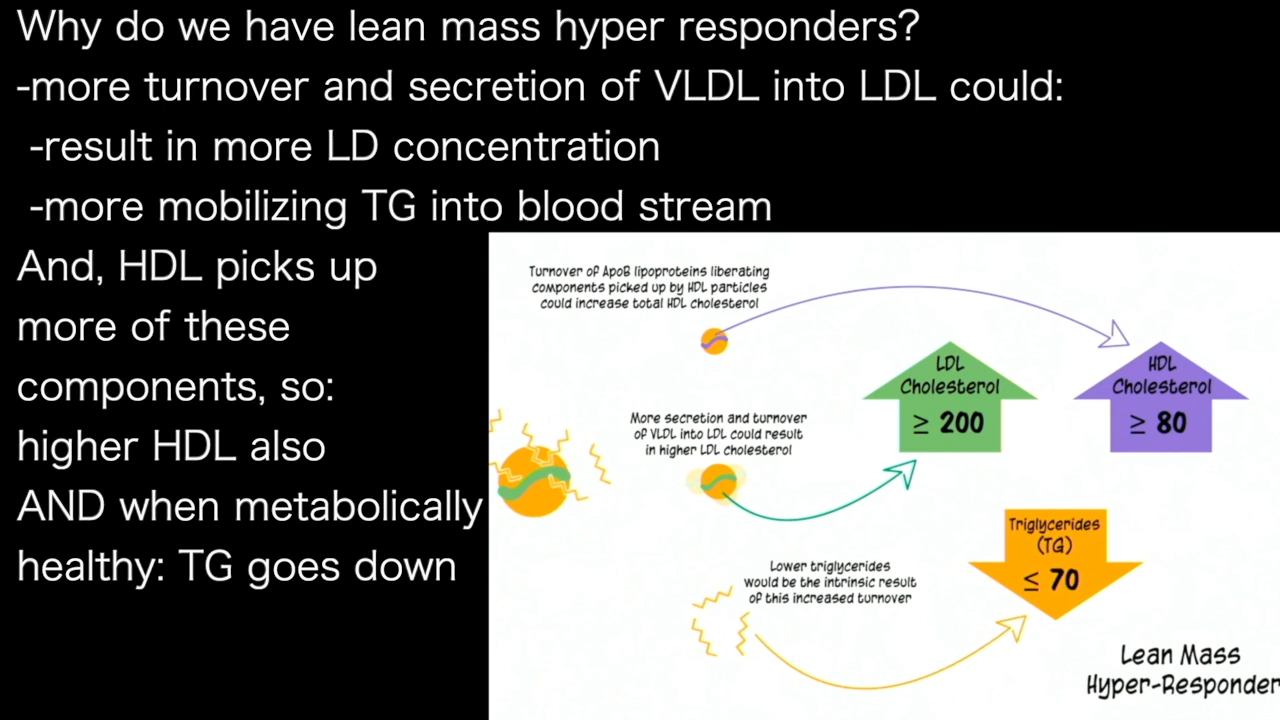 Why do we have lean mass hyper responders?
-more turnover and secretion of VLDL into LDL could:
-result in more LD concentration
-more mobilizing TG into blood stream
And, HDL picks up
more of these
components, so:
higher HDL also
AND when metabolically
healthy: TG goes down
Turnover of ApoB lipoproteins liberating
components picked up by HDL particles
could increase total HDL cholesterol
LDL
Cholesterol
≥ 200
HDL
Cholesterol
≥ 80
More secretion and turnover
of VLDL into LDL could result
in higher LDL cholesterol
Triglycerides
(TG)
≤ 70
Lower triglycerides
would be the intrinsic result
of this increased turnover
Lean Mass
Hyper-Responder